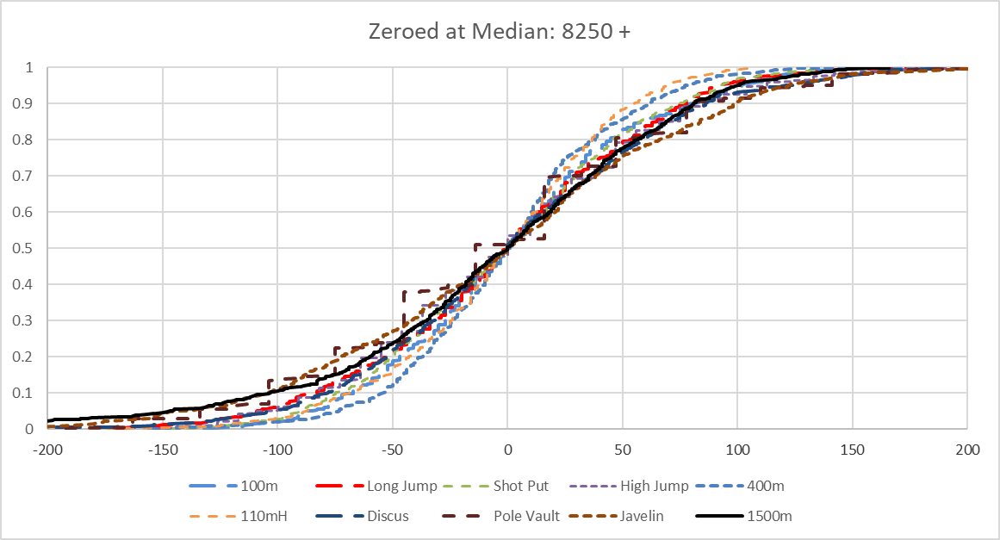 Zeroed at Median: 8250 +
1
0.9
0.8
0.7
0.6
0.5
0.4
0.3
0.2
0.1
0
-200 -150 -100 -50 0 50 100 150 200
100m Long Jump Shot Put High Jump 400m
110mH Discus Pole Vault Javelin 1500m